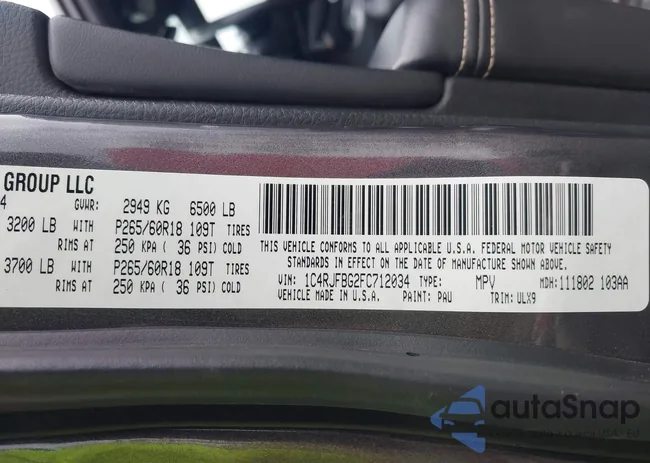 GROUP LLC
4 GVWR: 2949 KG 6500 LB
3200 LB WITH P265/60R18 109T TIRES
RIMS AT 250 KPA ( 36 PSI) COLD
3700 LB WITH P265/60R18 109T TIRES
RIMS AT 250 KPA ( 36 PSI) COLD
THIS VEHICLE CONFORMS TO ALL APPLICABLE U.S.A. FEDERAL MOTOR VEHICLE SAFETY
STANDARDS IN EFFECT ON THE DATE OF MANUFACTURE SHOWN ABOVE.
VIN: 1C4RJFBG2FC712034 TYPE: MPV MDH: 111802 103AA
VEHICLE MADE IN U.S.A. PAINT: PAU TRIM: ULX9
autoSnap